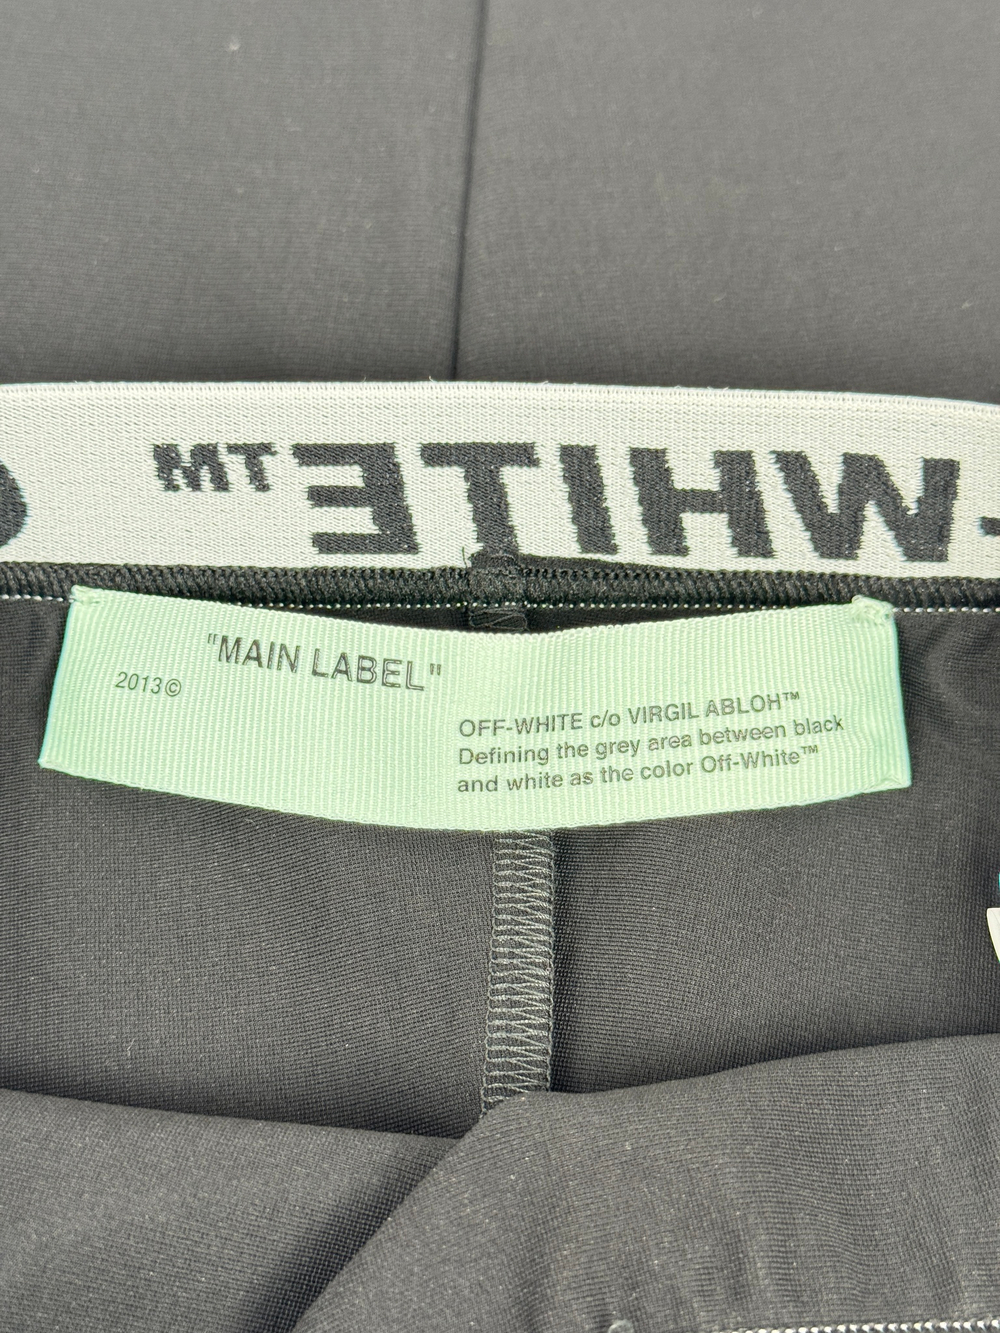 -WHITE™
"MAIN LABEL"
2013©
OFF-WHITE c/o VIRGIL ABLOH™
Defining the grey area between black
and white as the color Off-White™